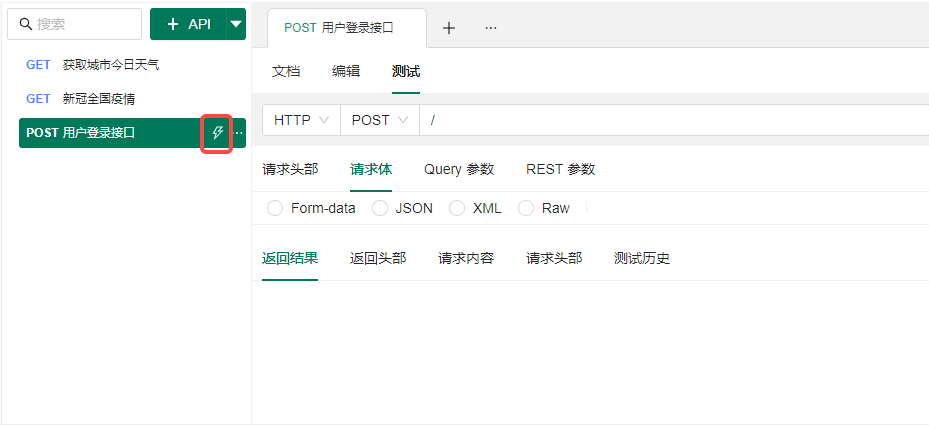 搜索
API
GET 获取城市今日天气
GET 新冠全国疫情
POST 用户登录接口
POST 用户登录接口
文档 编辑 测试
HTTP POST /
请求头部 请求体 Query 参数 REST 参数
Form-data JSON XML Raw
返回结果 返回头部 请求内容 请求头部 测试历史